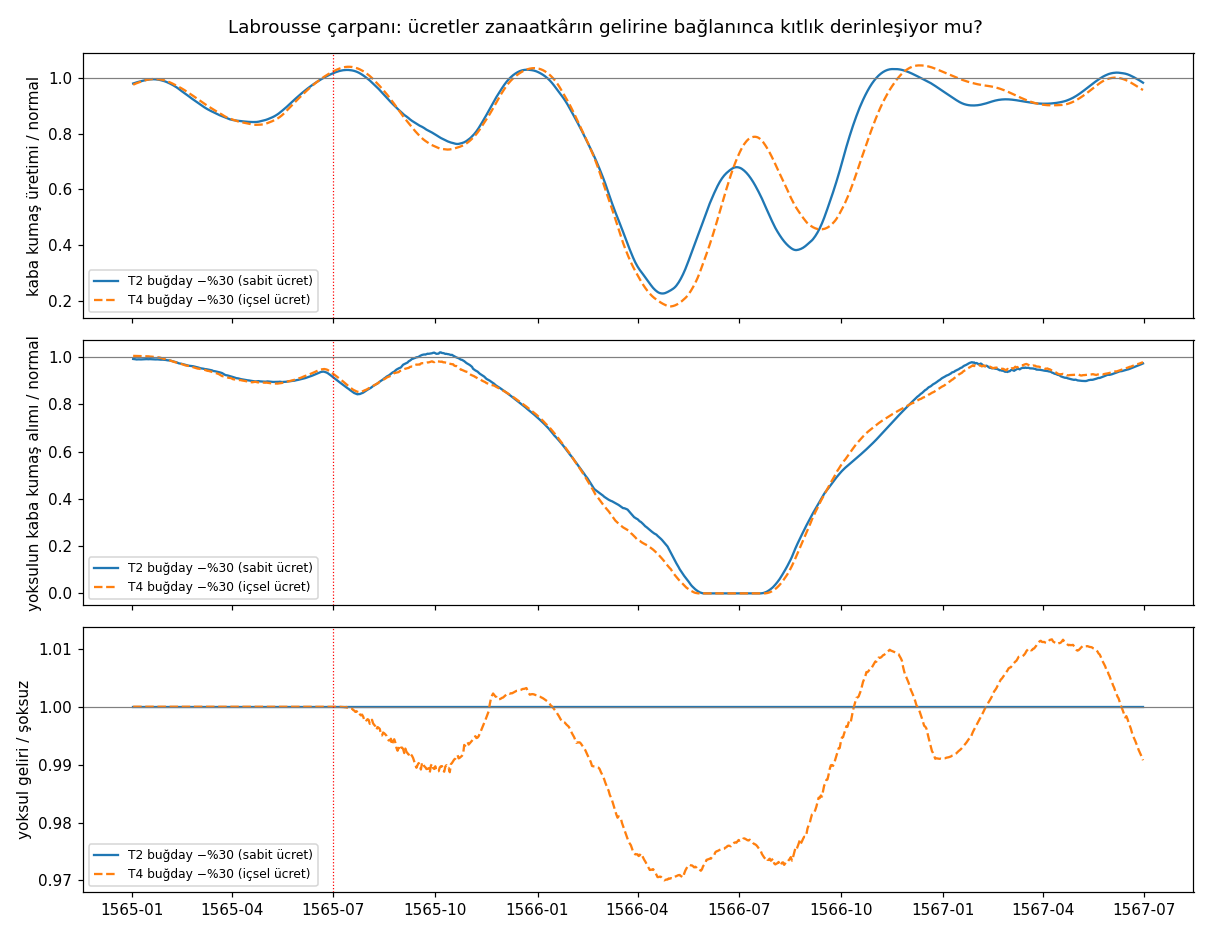 Labrousse çarpanı: ücretler zanaatkârın gelirine bağlanınca kıtlık derinleşiyor mu?
kaba kumaş üretimi / normal
1.0
0.8
0.6
0.4
0.2
T2 buğday −%30 (sabit ücret)
T4 buğday −%30 (içsel ücret)
yoksulun kaba kumaş alımı / normal
1.0
0.8
0.6
0.4
0.2
0.0
T2 buğday −%30 (sabit ücret)
T4 buğday −%30 (içsel ücret)
yoksul geliri / şoksuz
1.01
1.00
0.99
0.98
0.97
T2 buğday −%30 (sabit ücret)
T4 buğday −%30 (içsel ücret)
1565-01 1565-04 1565-07 1565-10 1566-01 1566-04 1566-07 1566-10 1567-01 1567-04 1567-07